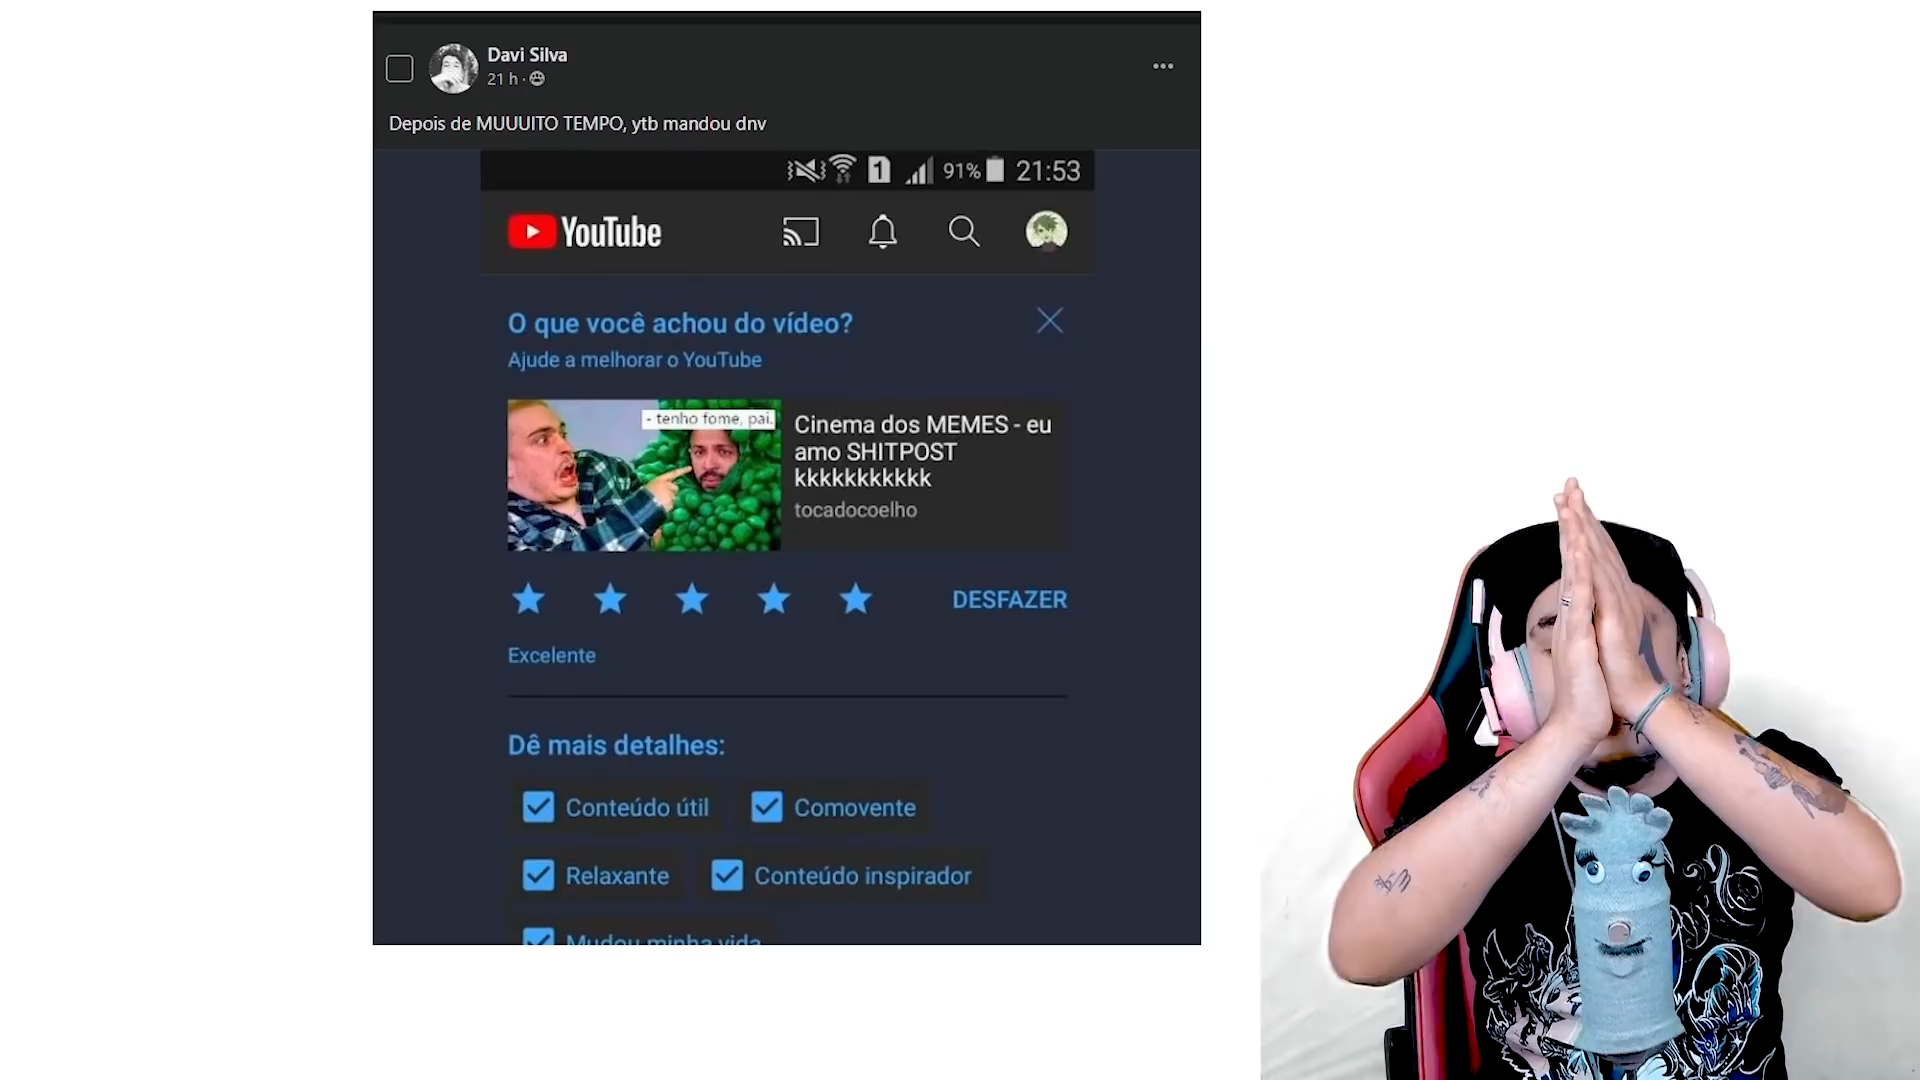 Davi Silva
21 h ·
Depois de MUUUITO TEMPO, ytb mandou dnv
1 91% 21:53
YouTube
O que você achou do vídeo?
Ajude a melhorar o YouTube
- tenho fome, pai.
Cinema dos MEMES - eu
amo SHITPOST
kkkkkkkkkkk
tocadocoelho
DESFAZER
Excelente
Dê mais detalhes:
Conteúdo útil
Comovente
Relaxante
Conteúdo inspirador
Mudou minha vida